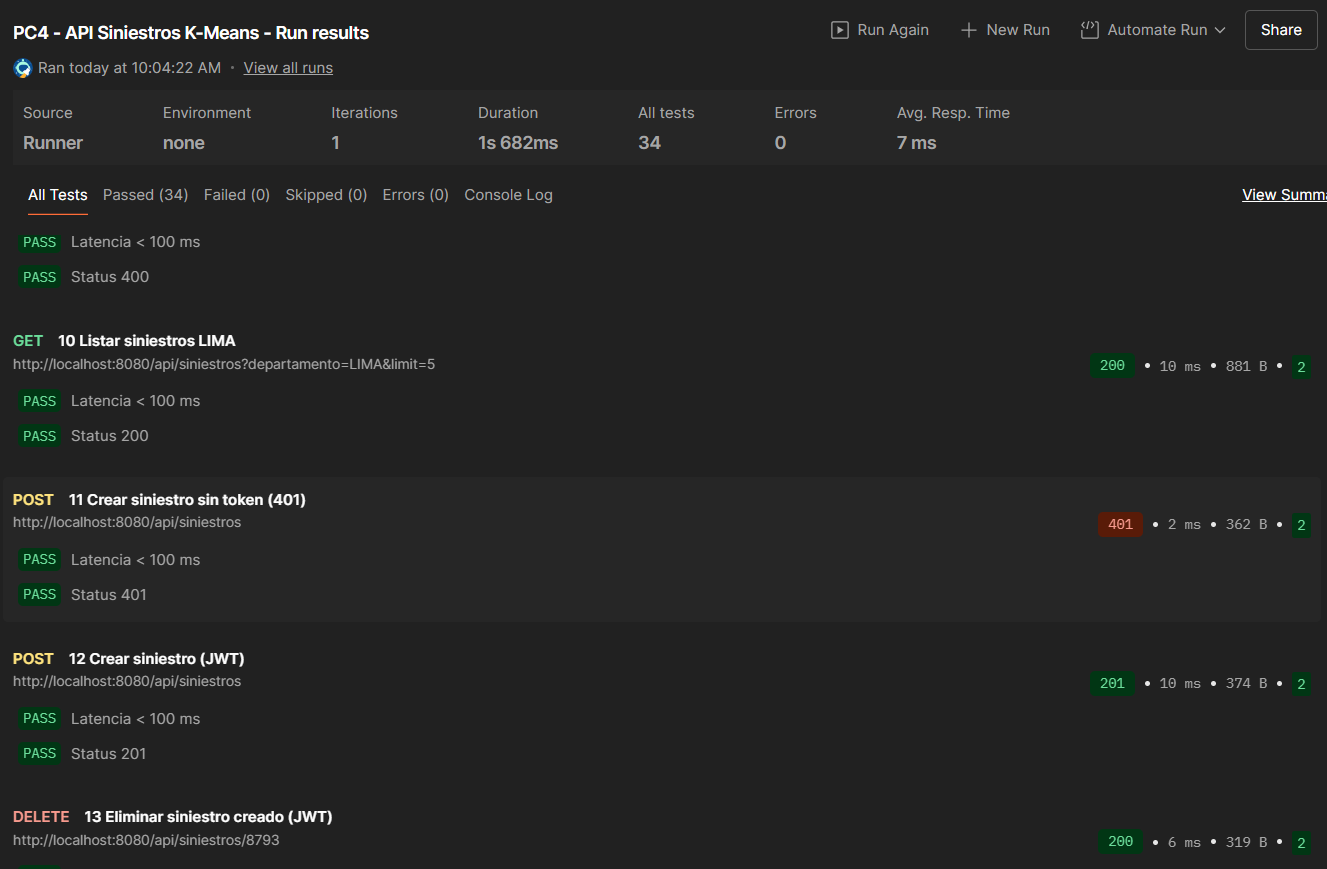 PC4 - API Siniestros K-Means - Run results
Run Again
New Run
Automate Run
Share
Ran today at 10:04:22 AM · View all runs
Source Environment Iterations Duration All tests Errors Avg. Resp. Time
Runner none 1 1s 682ms 34 0 7 ms
All Tests Passed (34) Failed (0) Skipped (0) Errors (0) Console Log
View Summa
PASS Latencia < 100 ms
PASS Status 400
GET 10 Listar siniestros LIMA
http://localhost:8080/api/siniestros?departamento=LIMA&limit=5
200 • 10 ms • 881 B • 2
PASS Latencia < 100 ms
PASS Status 200
POST 11 Crear siniestro sin token (401)
http://localhost:8080/api/siniestros
401 • 2 ms • 362 B • 2
PASS Latencia < 100 ms
PASS Status 401
POST 12 Crear siniestro (JWT)
http://localhost:8080/api/siniestros
201 • 10 ms • 374 B • 2
PASS Latencia < 100 ms
PASS Status 201
DELETE 13 Eliminar siniestro creado (JWT)
http://localhost:8080/api/siniestros/8793
200 • 6 ms • 319 B • 2